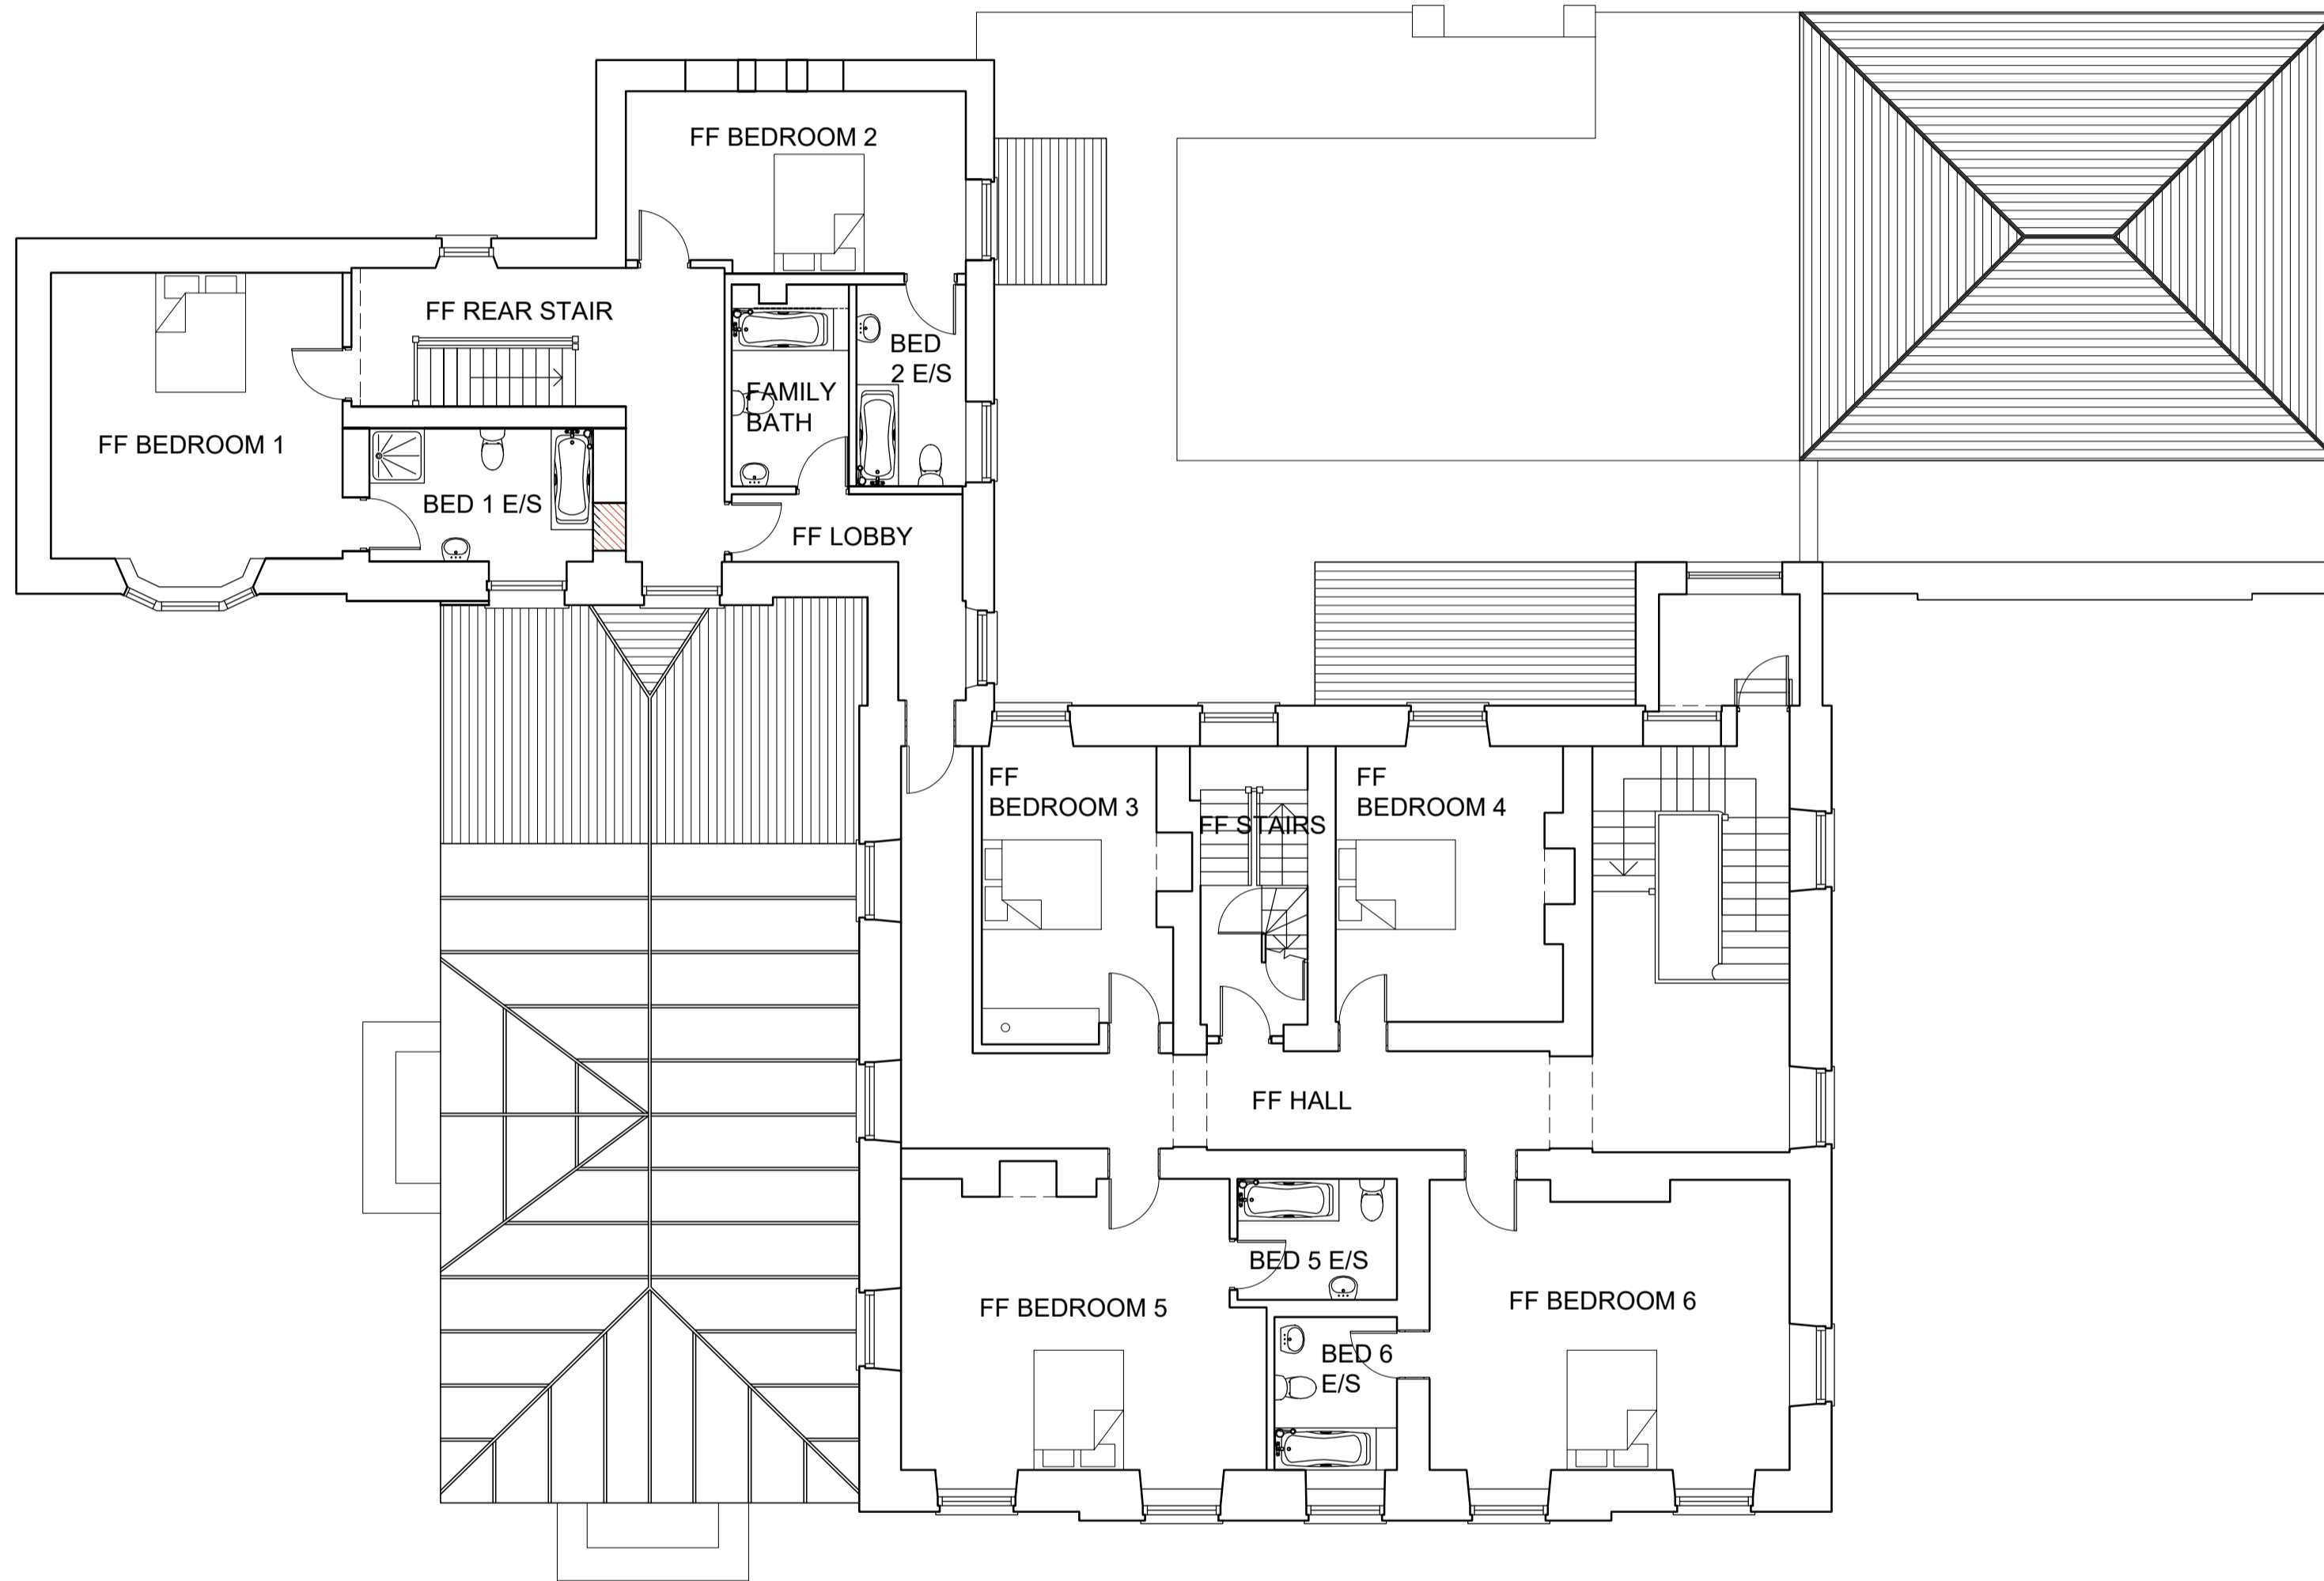 FF BEDROOM 2
FF REAR STAIR
BED
2 E/S
FAMILY
BATH
FF BEDROOM 1
BED 1 E/S
FF LOBBY
FF
BEDROOM 3
FF STAIRS
FF
BEDROOM 4
FF HALL
BED 5 E/S
FF BEDROOM 5
FF BEDROOM 6
BED 6
E/S